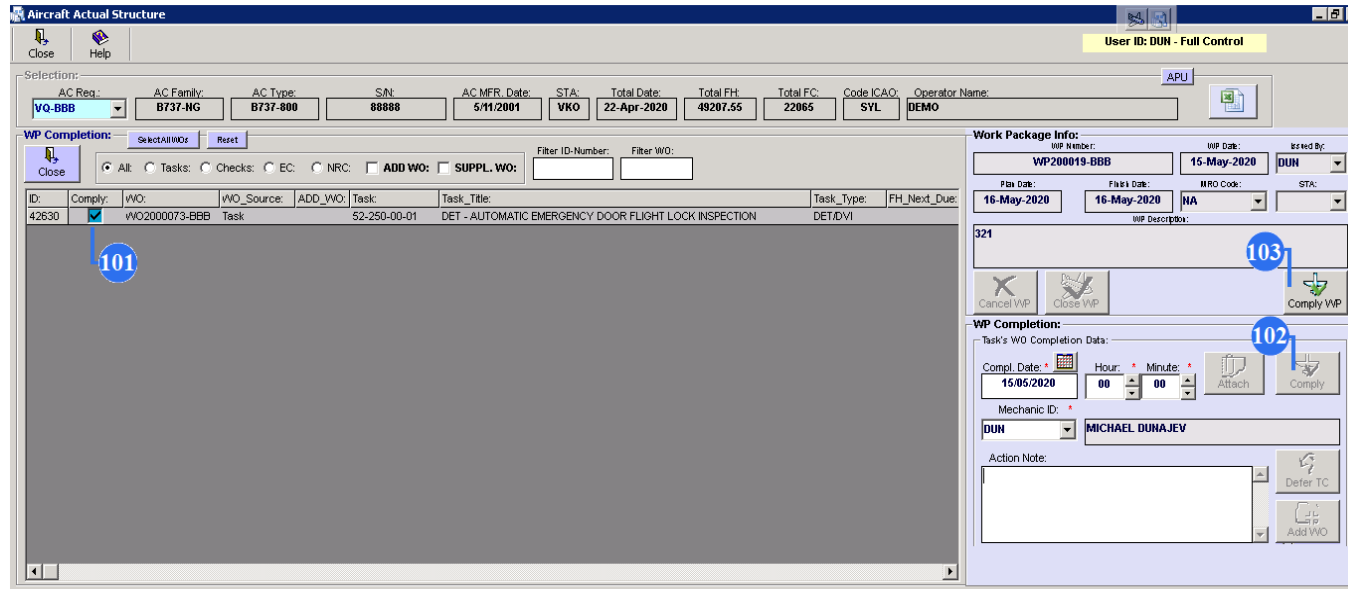 Aircraft Actual Structure
Close Help
User ID: DUN - Full Control
Selection:
APU
AC Reg.: AC Family: AC Type: S/N: AC MFR. Date: STA: Total Date: Total FH: Total FC: Code ICAO: Operator Name:
VQ-BBB B737-NG B737-800 88888 5/11/2001 VKO 22-Apr-2020 49207.55 22065 SYL DEMO
WP Completion: Select All WOs Reset
Close
All: Tasks: Checks: EC: NRC: ADD WO: SUPPL. WO:
Filter ID-Number: Filter WO:
ID: Comply: WO: WO_Source: ADD_WO: Task: Task_Title: Task_Type: FH_Next_Due:
42630 WO2000073-BBB Task 52-250-00-01 DET - AUTOMATIC EMERGENCY DOOR FLIGHT LOCK INSPECTION DET/DVI
101
Work Package Info:
WP Number: WP Date: Issued By:
WP200019-BBB 15-May-2020 DUN
Plan Date: Finish Date: MRO Code: STA:
16-May-2020 16-May-2020 NA
WP Description:
321
103
Cancel WP Close WP Comply WP
WP Completion:
102
Task's WO Completion Data:
Compl. Date: * Hour: * Minute: *
15/05/2020 00 00 Attach Comply
Mechanic ID: *
DUN MICHAEL DUNAJEV
Action Note:
Defer TC
Add WO